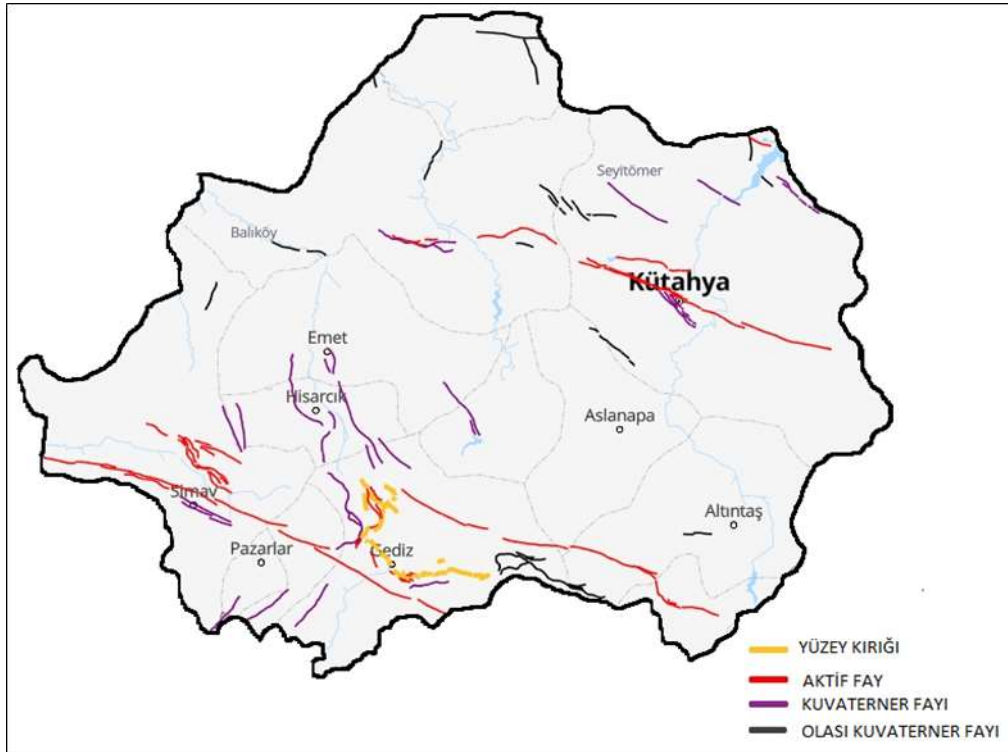 Seyitömer
Balıköy
Kütahya
Emet
Hisarcık
Aslanapa
Simav
Altıntaş
Pazarlar
Gediz
YÜZEY KIRIĞI
AKTİF FAY
KUVATERNER FAYI
OLASI KUVATERNER FAYI